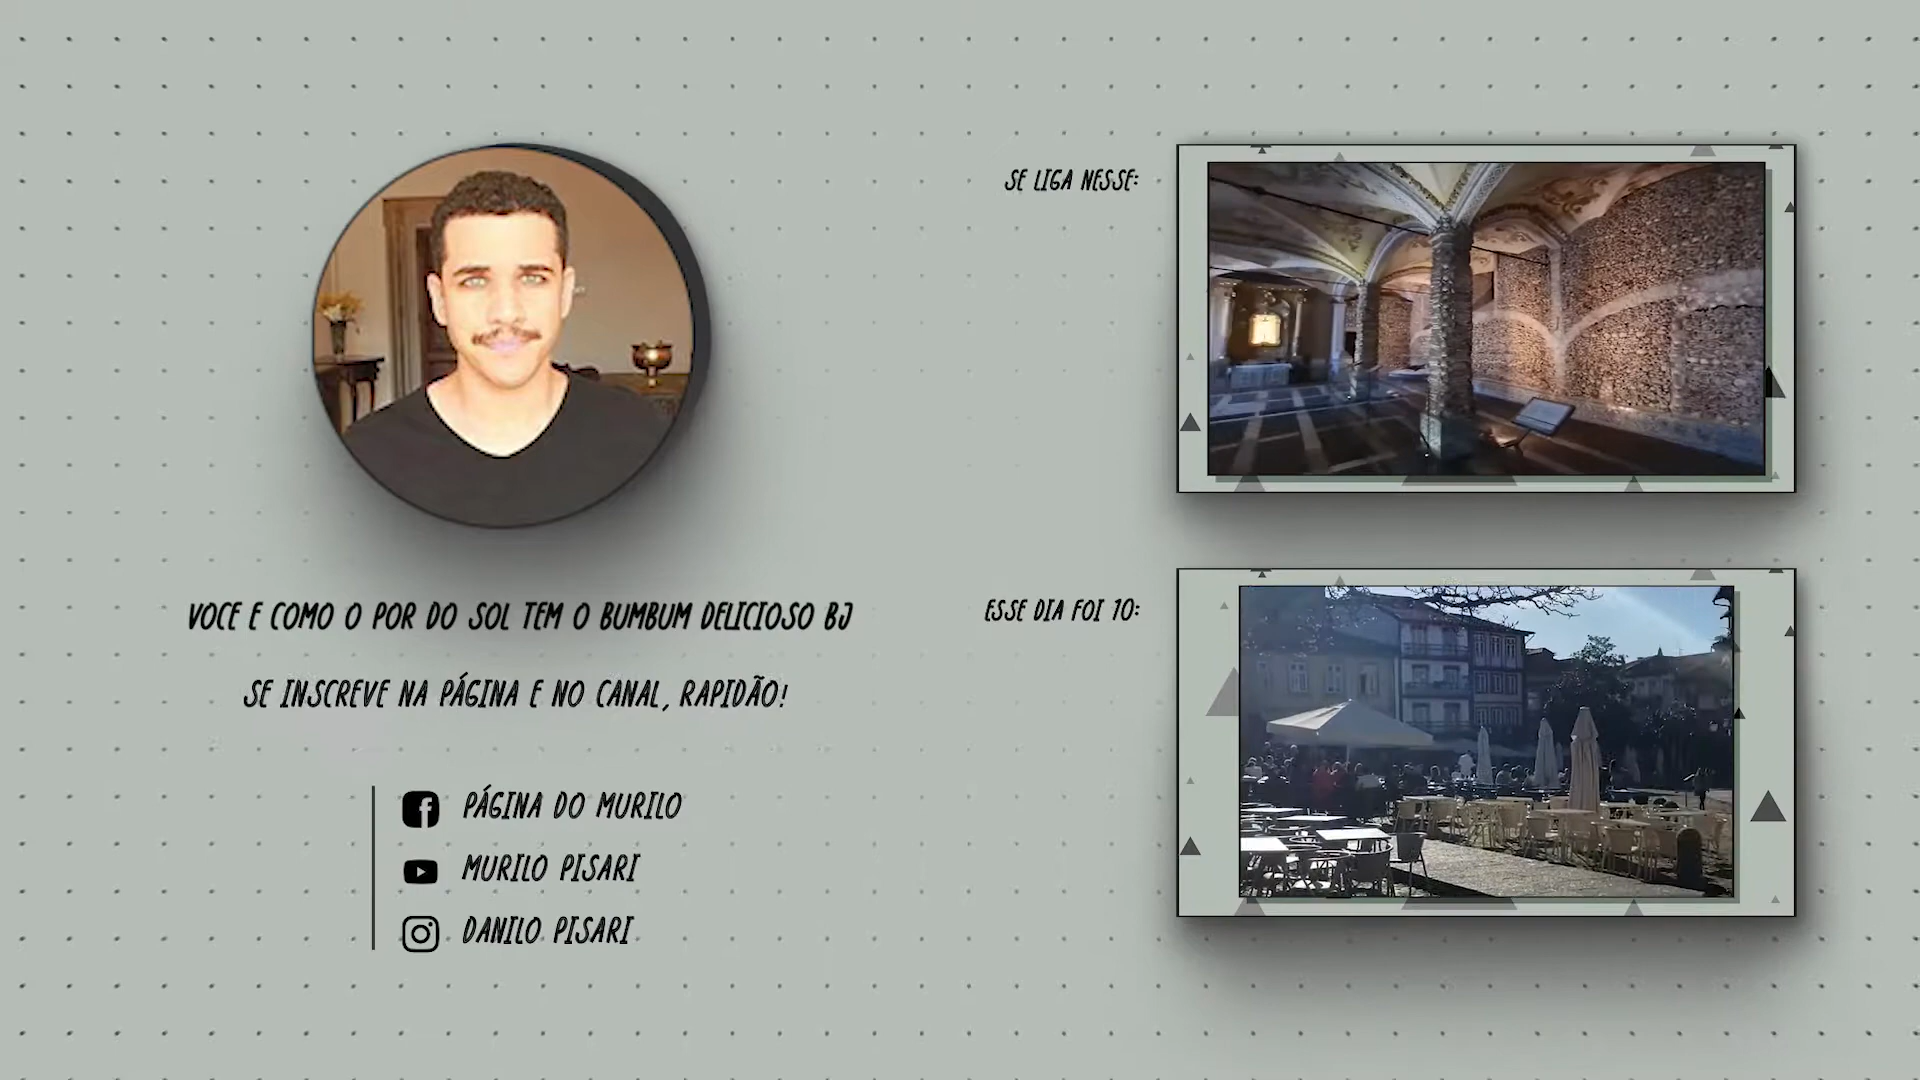 SE LIGA NESSE:
VOCE E COMO O POR DO SOL TEM O BUMBUM DELICIOSO BJ
ESSE DIA FOI 10:
SE INSCREVE NA PÁGINA E NO CANAL, RAPIDÃO!
PÁGINA DO MURILO
MURILO PISARI
DANILO PISARI